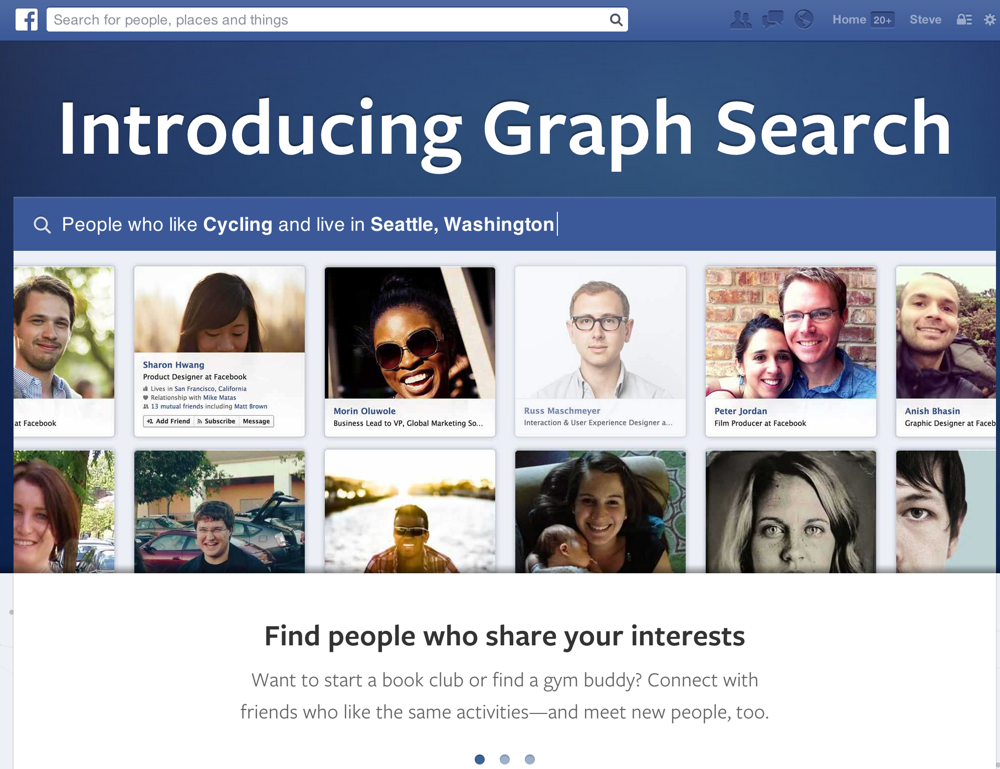 f
Search for people, places and things
Home 20+ Steve
Introducing Graph Search
People who like Cycling and live in Seattle, Washington
at Facebook
Sharon Hwang
Product Designer at Facebook
Lives in San Francisco, California
Relationship with Mike Matas
13 mutual friends including Matt Brown
+1 Add Friend Subscribe Message
Morin Oluwole
Business Lead to VP, Global Marketing So...
Russ Maschmeyer
Interaction & User Experience Designer a...
Peter Jordan
Film Producer at Facebook
Anish Bhasin
Graphic Designer at Faceb
Find people who share your interests
Want to start a book club or find a gym buddy? Connect with
friends who like the same activities—and meet new people, too.